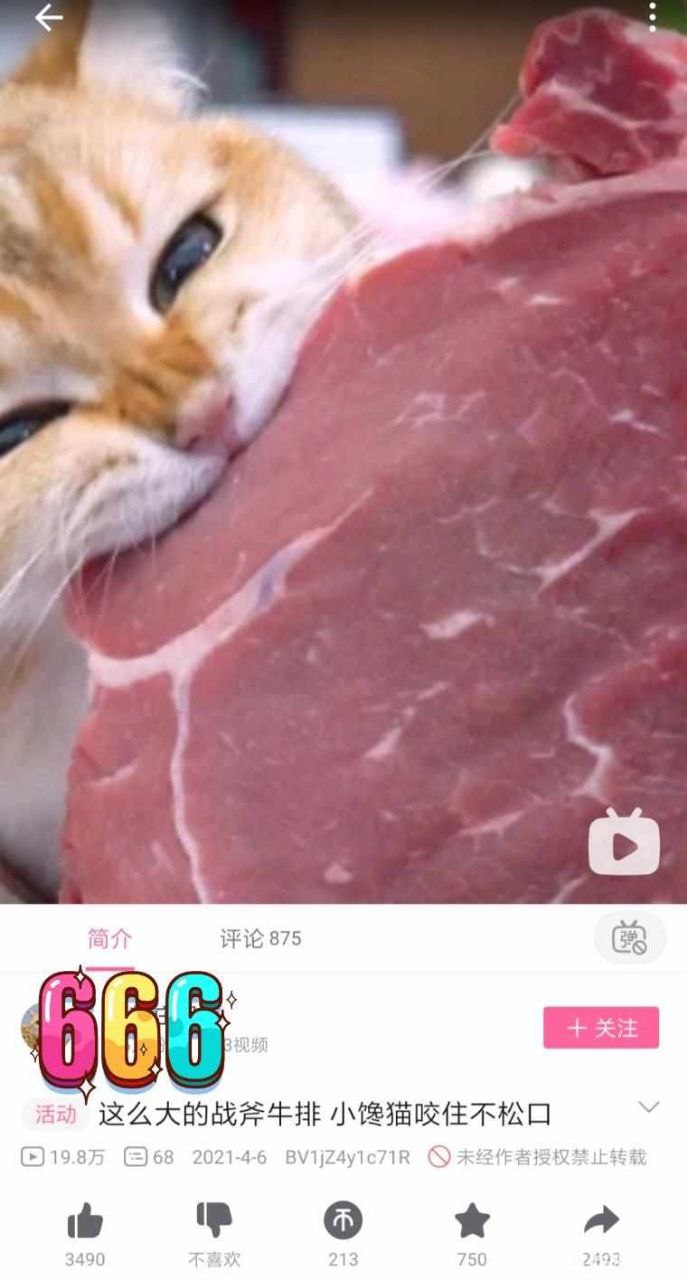 简介
评论 875
弹
666
3视频
+ 关注
活动 这么大的战斧牛排 小馋猫咬住不松口
19.8万 68 2021-4-6 BV1jZ4y1c71R 未经作者授权禁止转载
3490 不喜欢 213 750 2493